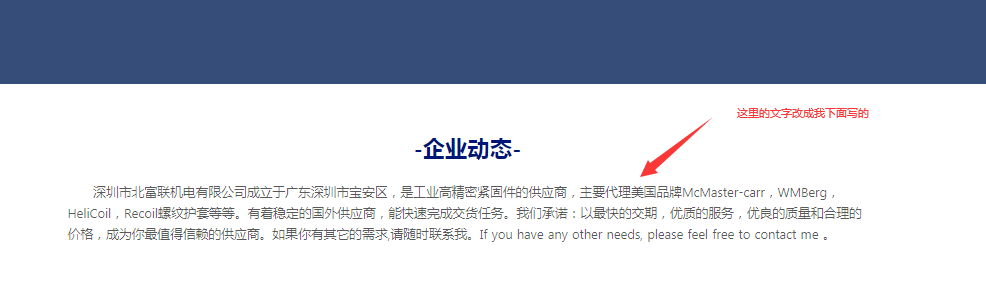 这里的文字改成我下面写的
-企业动态-
深圳市北富联机电有限公司成立于广东深圳市宝安区，是工业高精密紧固件的供应商，主要代理美国品牌McMaster-carr，WMBerg，
HeliCoil，Recoil螺纹护套等等。有着稳定的国外供应商，能快速完成交货任务。我们承诺：以最快的交期，优质的服务，优良的质量和合理的
价格，成为你最值得信赖的供应商。如果你有其它的需求,请随时联系我。If you have any other needs, please feel free to contact me 。